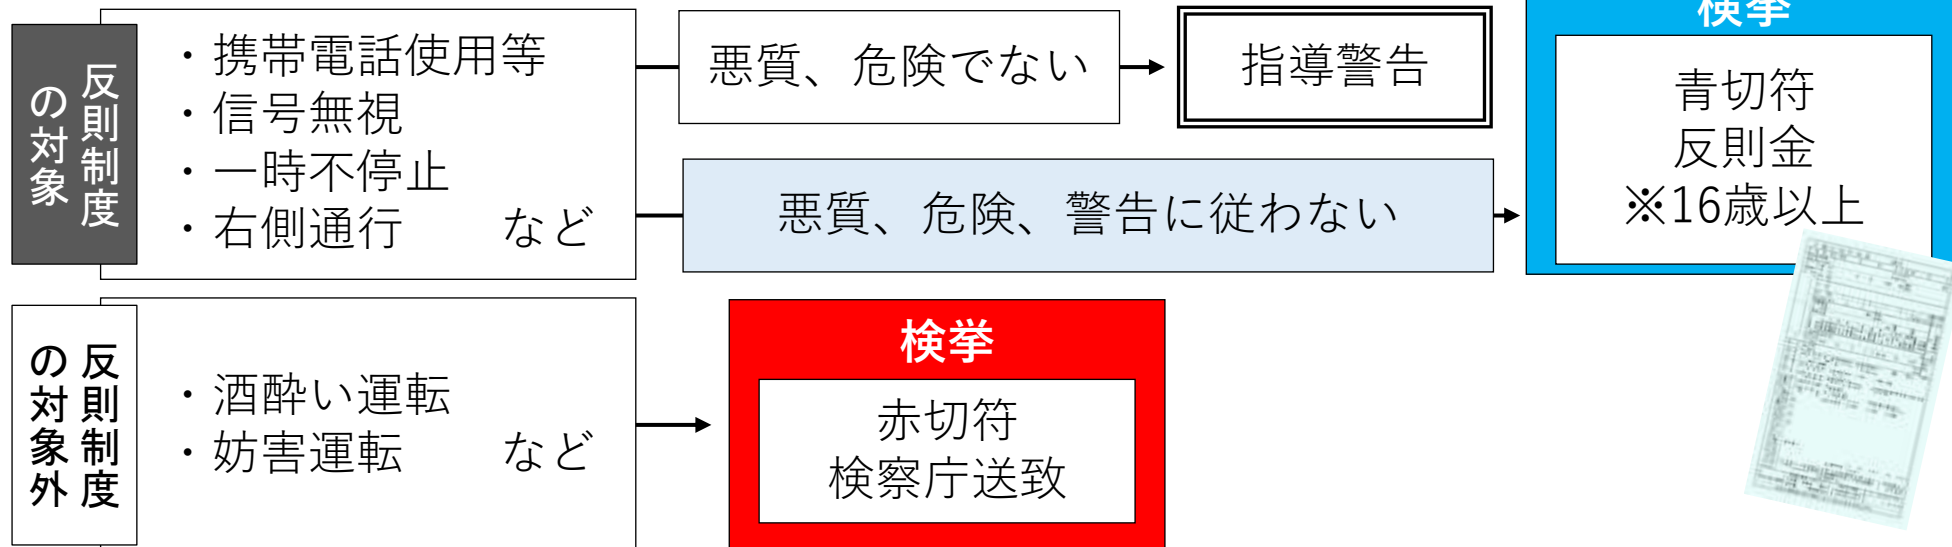 反則制度
の対象
・携帯電話使用等
・信号無視
・一時不停止
・右側通行　　など
悪質、危険でない
指導警告
悪質、危険、警告に従わない
検挙
青切符
反則金
※16歳以上
反則制度
の対象外
・酒酔い運転
・妨害運転　　など
検挙
赤切符
検察庁送致